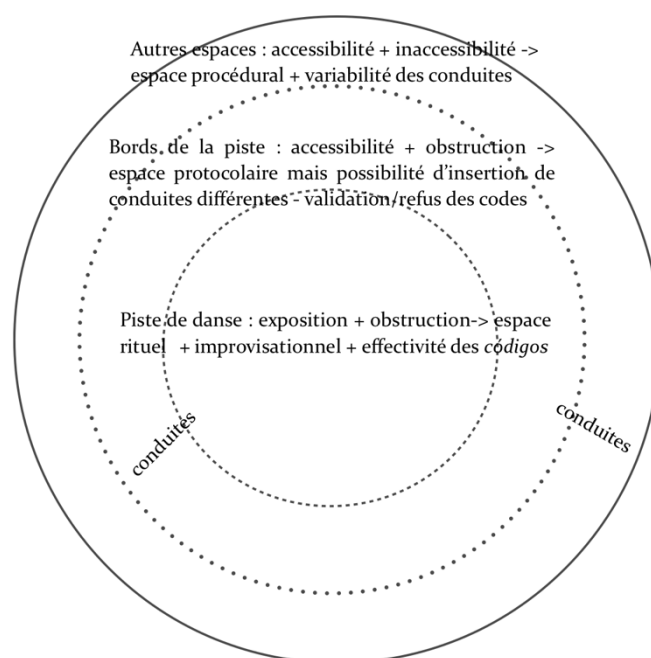 Autres espaces : accessibilité + inaccessibilité ->
espace procédural + variabilité des conduites
Bords de la piste : accessibilité + obstruction ->
espace protocolaire mais possibilité d'insertion de
conduites différentes - validation/refus des codes
Piste de danse : exposition + obstruction-> espace
rituel + improvisationnel + effectivité des códigos
conduites
conduites